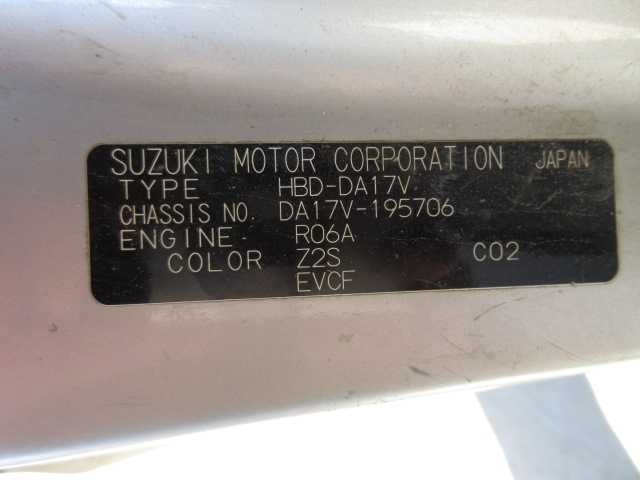 SUZUKI MOTOR CORPORATION JAPAN
TYPE HBD-DA17V
CHASSIS NO. DA17V-195706
ENGINE R06A
COLOR Z2S C02
EVCF